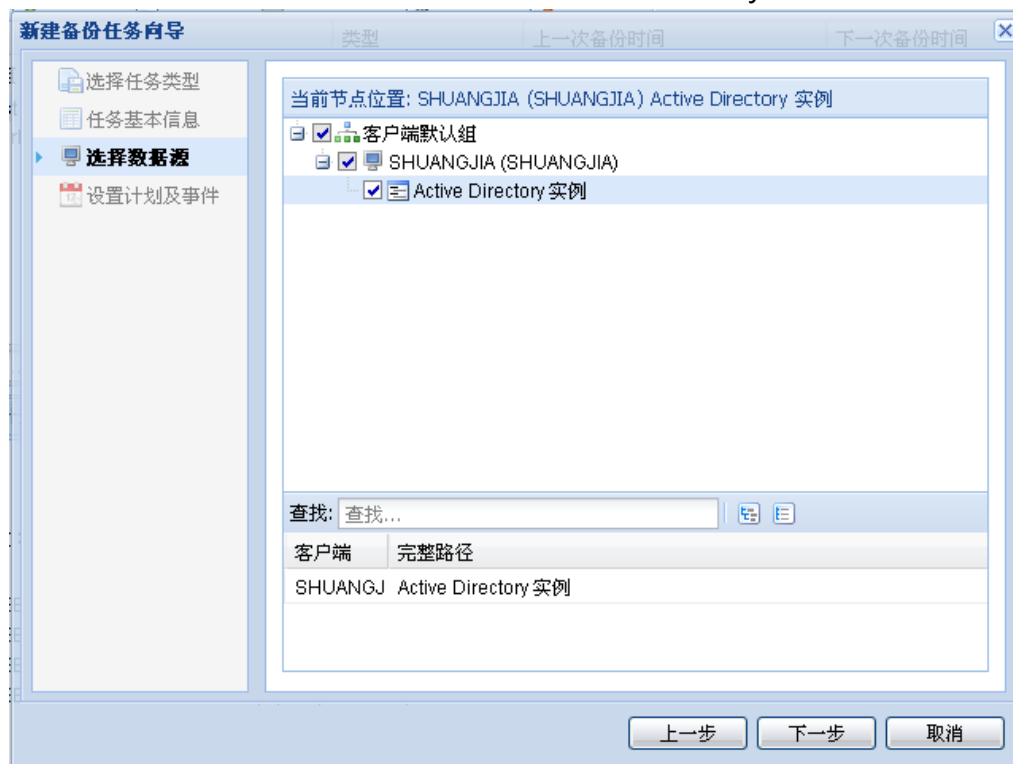 新建备份任务向导
类型 上一次备份时间 下一次备份时间
选择任务类型
任务基本信息
选择数据源
设置计划及事件
当前节点位置: SHUANGJIA (SHUANGJIA) Active Directory 实例
客户端默认组
SHUANGJIA (SHUANGJIA)
Active Directory 实例
查找: 查找...
客户端 完整路径
SHUANGJ Active Directory 实例
上一步 下一步 取消